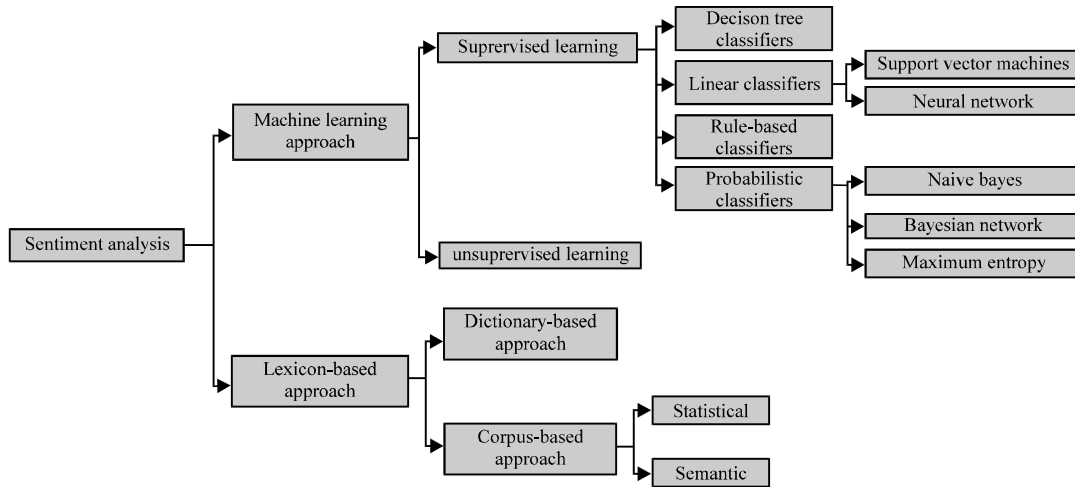 Sentiment analysis
Machine learning
approach
Suprervised learning
Decison tree
classifiers
Linear classifiers
Support vector machines
Neural network
Rule-based
classifiers
Probabilistic
classifiers
Naive bayes
Bayesian network
Maximum entropy
unsuprervised learning
Lexicon-based
approach
Dictionary-based
approach
Corpus-based
approach
Statistical
Semantic